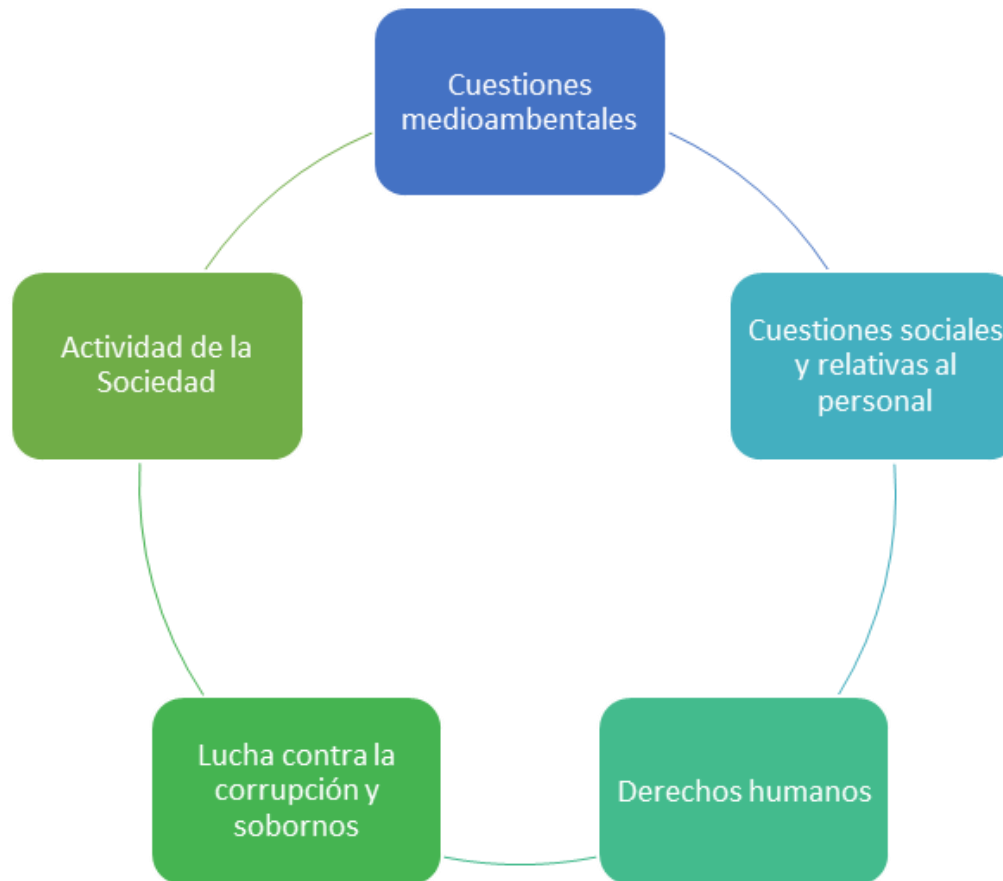 Cuestiones
medioambentales
Cuestiones sociales
y relativas al
personal
Derechos humanos
Lucha contra la
corrupción y
sobornos
Actividad de la
Sociedad